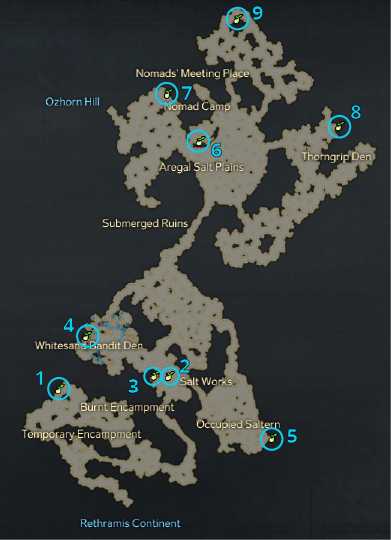 9
Nomads' Meeting Place
Ozhorn Hill
7
Nomad Camp
8
6
Thorngrip Den
Aregal Salt Plains
Submerged Ruins
4
Whitesand Bandit Den
1
3
2
Salt Works
Burnt Encampment
Occupied Saltern
Temporary Encampment
5
Rethramis Continent